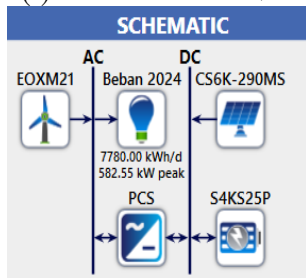 SCHEMATIC
AC DC
EOXM21 Beban 2024 CS6K-290MS
7780.00 kWh/d
582.55 kW peak
PCS S4KS25P